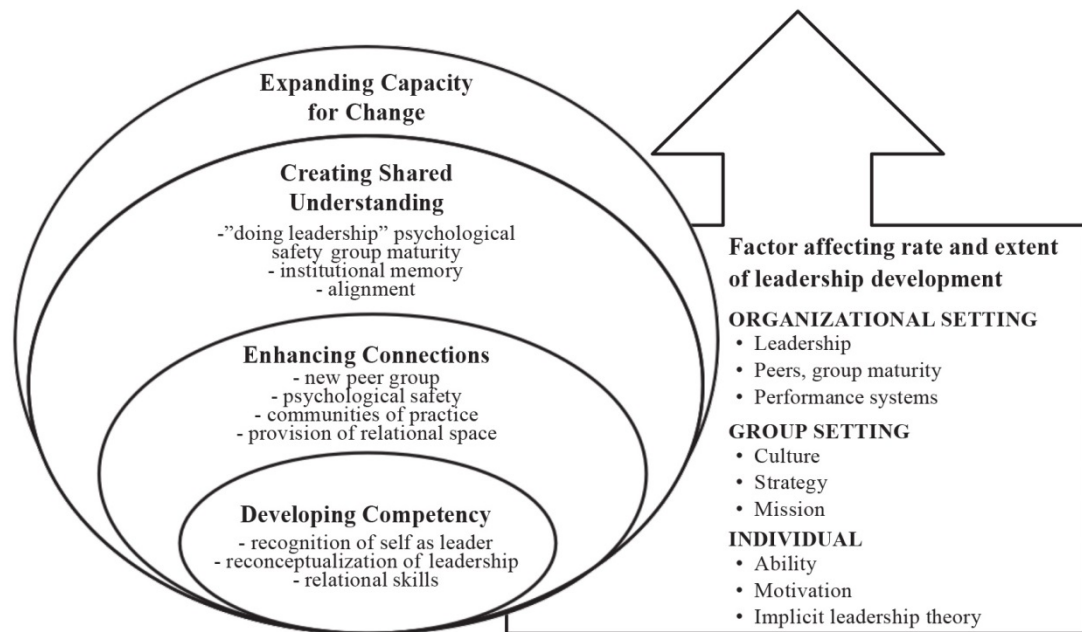 Expanding Capacity
for Change
Creating Shared
Understanding
-”doing leadership” psychological
safety group maturity
- institutional memory
- alignment
Enhancing Connections
- new peer group
- psychological safety
- communities of practice
- provision of relational space
Developing Competency
- recognition of self as leader
- reconceptualization of leadership
- relational skills
Factor affecting rate and extent
of leadership development
ORGANIZATIONAL SETTING
• Leadership
• Peers, group maturity
• Performance systems
GROUP SETTING
• Culture
• Strategy
• Mission
INDIVIDUAL
• Ability
• Motivation
• Implicit leadership theory